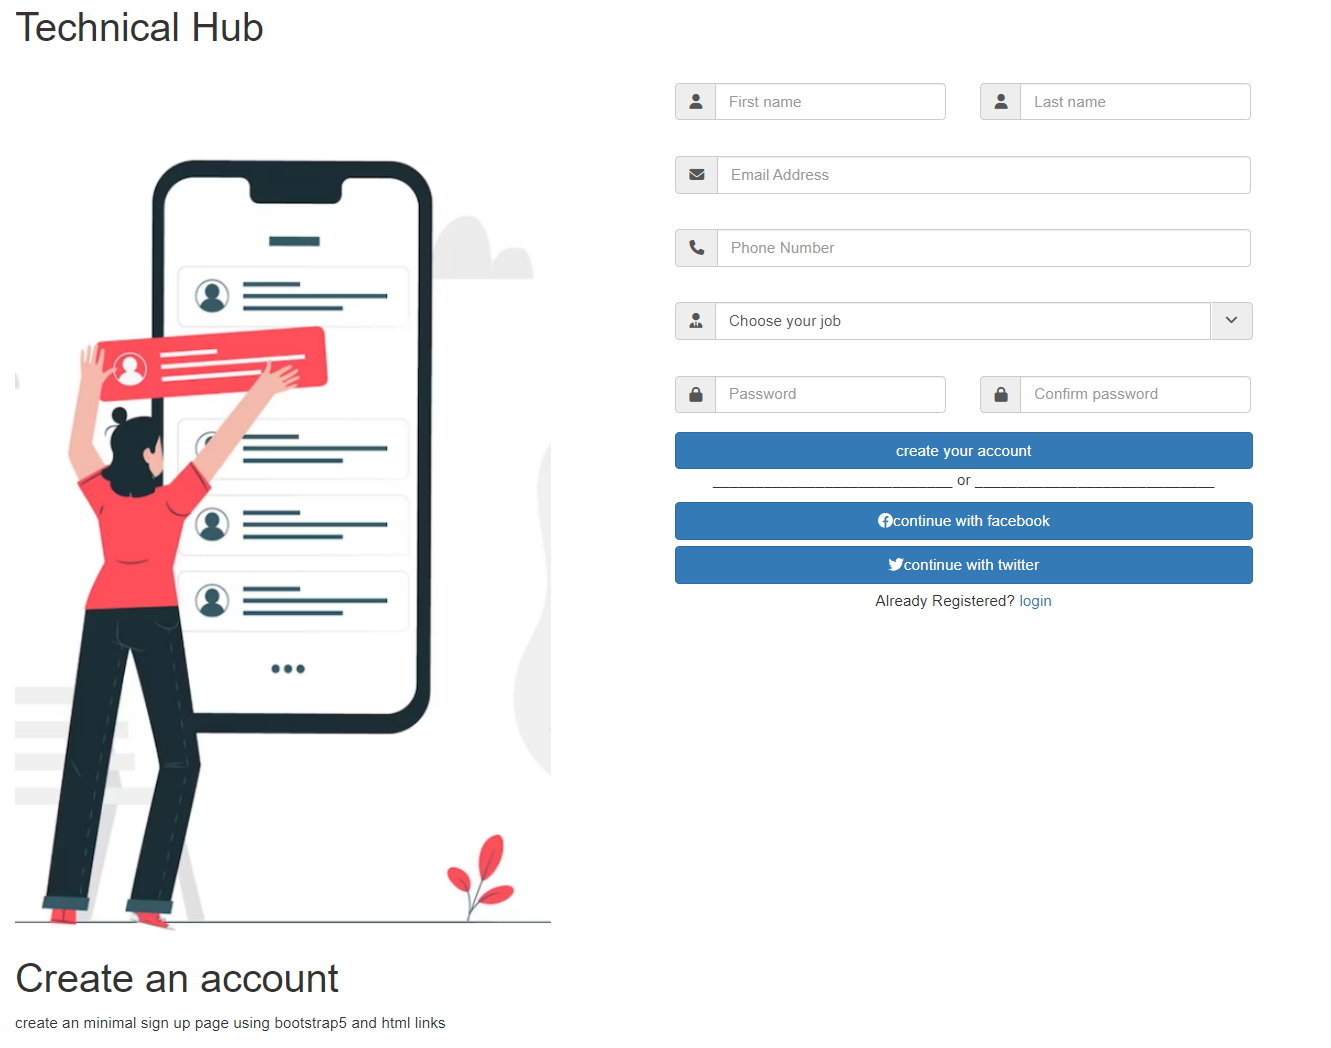 Technical Hub
First name
Last name
Email Address
Phone Number
Choose your job
Password
Confirm password
create your account
____________________________ or ____________________________
continue with facebook
continue with twitter
Already Registered? login
Create an account
create an minimal sign up page using bootstrap5 and html links